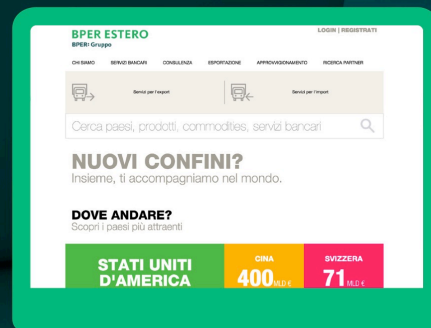 BPER ESTERO
BPER: Gruppo
LOGIN | REGISTRATI
CHI SIAMO SERVIZI BANCARI CONSULENZA ESPORTAZIONE APPROVVIGIONAMENTO RICERCA PARTNER
Servizi per l'export Servizi per l'import
Cerca paesi, prodotti, commodities, servizi bancari
NUOVI CONFINI?
Insieme, ti accompagniamo nel mondo.
DOVE ANDARE?
Scopri i paesi più attraenti
STATI UNITI
D'AMERICA
CINA
400 MLD €
SVIZZERA
71 MLD €